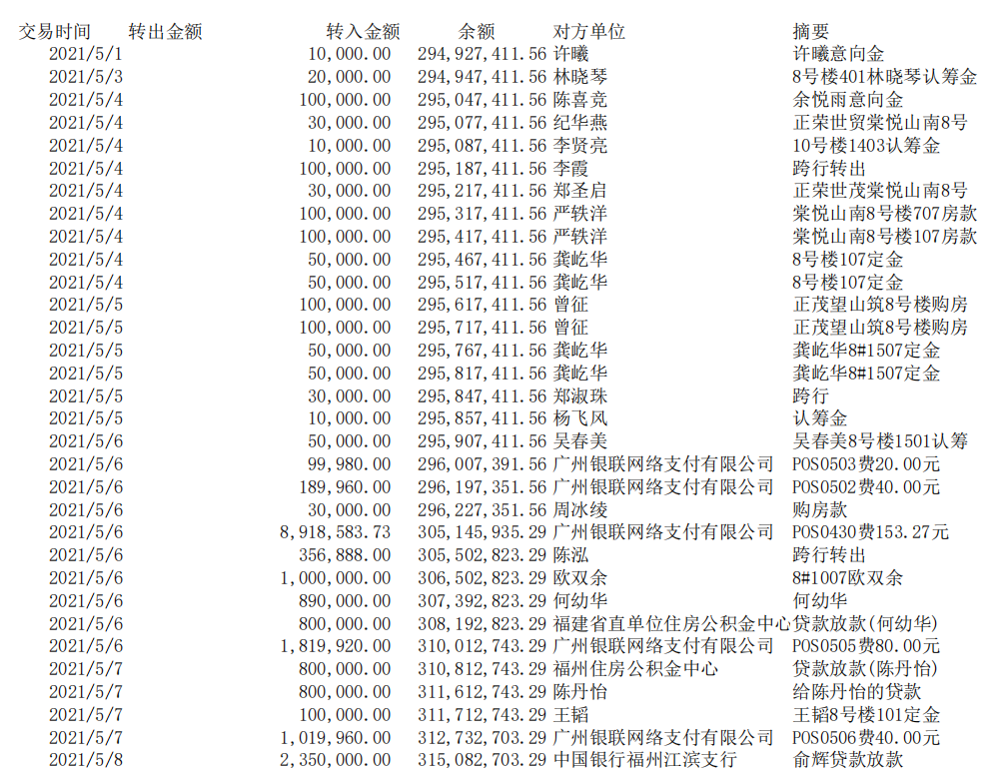 交易时间 转出金额 转入金额 余额 对方单位 摘要
2021/5/1 10,000.00 294,927,411.56 许曦 许曦意向金
2021/5/3 20,000.00 294,947,411.56 林晓琴 8号楼401林晓琴认筹金
2021/5/4 100,000.00 295,047,411.56 陈喜竞 余悦雨意向金
2021/5/4 30,000.00 295,077,411.56 纪华燕 正荣世贸棠悦山南8号
2021/5/4 10,000.00 295,087,411.56 李贤亮 10号楼1403认筹金
2021/5/4 100,000.00 295,187,411.56 李霞 跨行转出
2021/5/4 30,000.00 295,217,411.56 郑圣启 正荣世茂棠悦山南8号
2021/5/4 100,000.00 295,317,411.56 严轶洋 棠悦山南8号楼707房款
2021/5/4 100,000.00 295,417,411.56 严轶洋 棠悦山南8号楼107房款
2021/5/4 50,000.00 295,467,411.56 龚屹华 8号楼107定金
2021/5/4 50,000.00 295,517,411.56 龚屹华 8号楼107定金
2021/5/5 100,000.00 295,617,411.56 曾征 正茂望山筑8号楼购房
2021/5/5 100,000.00 295,717,411.56 曾征 正茂望山筑8号楼购房
2021/5/5 50,000.00 295,767,411.56 龚屹华 龚屹华8#1507定金
2021/5/5 50,000.00 295,817,411.56 龚屹华 龚屹华8#1507定金
2021/5/5 30,000.00 295,847,411.56 郑淑珠 跨行
2021/5/5 10,000.00 295,857,411.56 杨飞风 认筹金
2021/5/6 50,000.00 295,907,411.56 吴春美 吴春美8号楼1501认筹
2021/5/6 99,980.00 296,007,391.56 广州银联网络支付有限公司 POS0503费20.00元
2021/5/6 189,960.00 296,197,351.56 广州银联网络支付有限公司 POS0502费40.00元
2021/5/6 30,000.00 296,227,351.56 周冰绫 购房款
2021/5/6 8,918,583.73 305,145,935.29 广州银联网络支付有限公司 POS0430费153.27元
2021/5/6 356,888.00 305,502,823.29 陈泓 跨行转出
2021/5/6 1,000,000.00 306,502,823.29 欧双余 8#1007欧双余
2021/5/6 890,000.00 307,392,823.29 何幼华 何幼华
2021/5/6 800,000.00 308,192,823.29 福建省直单位住房公积金中心 贷款放款(何幼华)
2021/5/6 1,819,920.00 310,012,743.29 广州银联网络支付有限公司 POS0505费80.00元
2021/5/7 800,000.00 310,812,743.29 福州住房公积金中心 贷款放款(陈丹怡)
2021/5/7 800,000.00 311,612,743.29 陈丹怡 给陈丹怡的贷款
2021/5/7 100,000.00 311,712,743.29 王韬 王韬8号楼101定金
2021/5/7 1,019,960.00 312,732,703.29 广州银联网络支付有限公司 POS0506费40.00元
2021/5/8 2,350,000.00 315,082,703.29 中国银行福州江滨支行 俞辉贷款放款